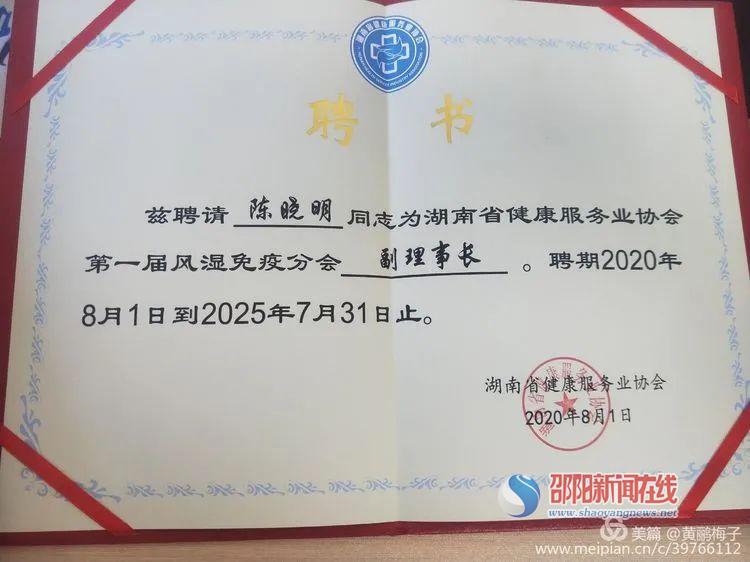 聘书
兹聘请 陈晓明 同志为湖南省健康服务业协会
第一届风湿免疫分会 副理事长 。聘期2020年
8月1日到2025年7月31日止。
湖南省健康服务业协会
2020年8月1日
邵阳新闻在线
www.shaoyangnews.net
美篇 @黄鹂梅子
www.meipian.cn/c/39766112